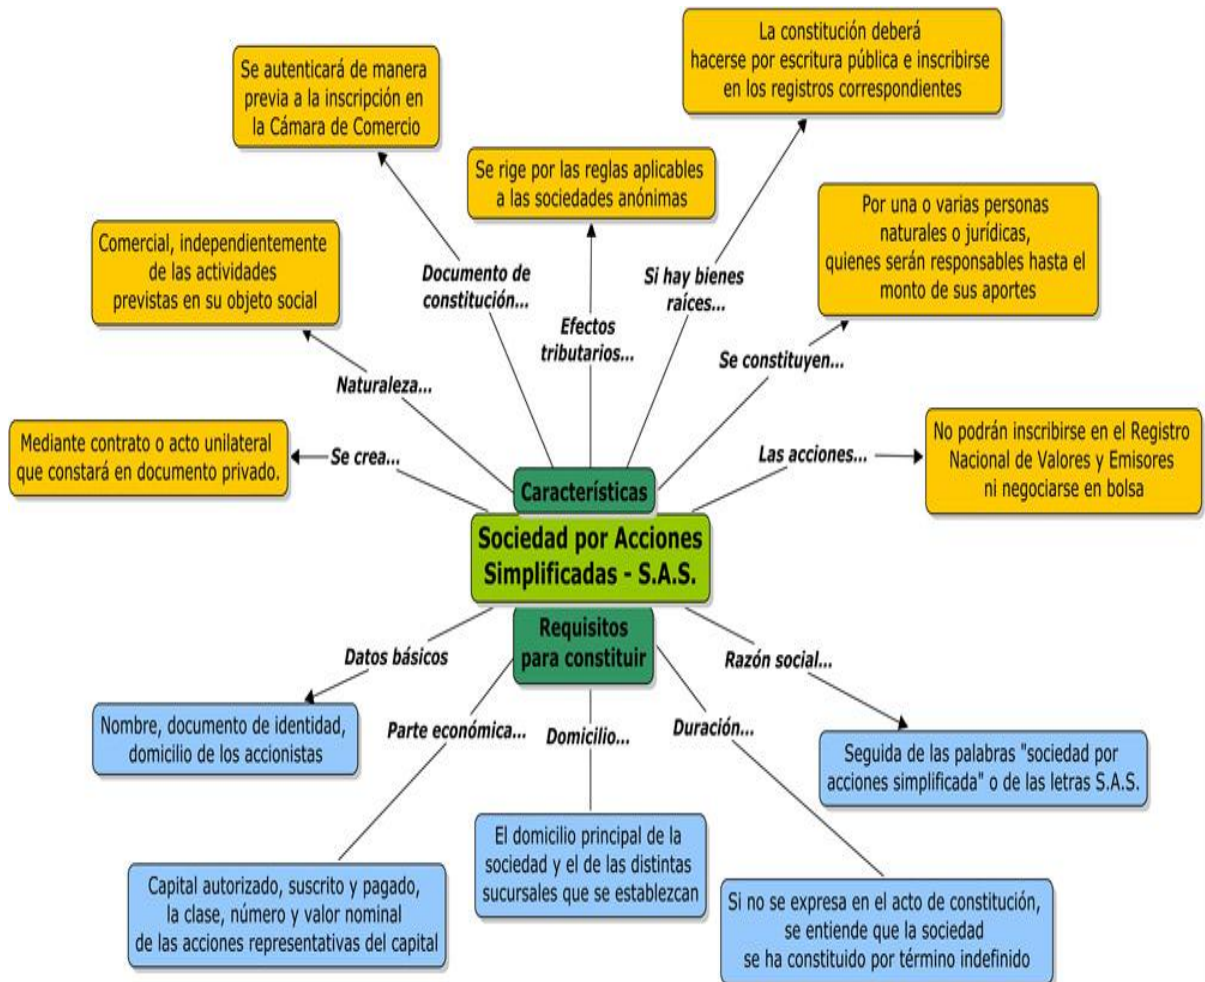 La constitución deberá
hacerse por escritura pública e inscribirse
en los registros correspondientes
Se autenticará de manera
previa a la inscripción en
la Cámara de Comercio
Se rige por las reglas aplicables
a las sociedades anónimas
Por una o varias personas
naturales o jurídicas,
quienes serán responsables hasta el
monto de sus aportes
Comercial, independientemente
de las actividades
previstas en su objeto social
Documento de
constitución...
Si hay bienes
raíces...
Efectos
tributarios...
Se constituyen...
Naturaleza...
Mediante contrato o acto unilateral
que constará en documento privado.
Se crea...
Las acciones...
No podrán inscribirse en el Registro
Nacional de Valores y Emisores
ni negociarse en bolsa
Características
Sociedad por Acciones
Simplificadas - S.A.S.
Requisitos
para constituir
Datos básicos
Razón social...
Parte económica...
Domicilio...
Duración...
Nombre, documento de identidad,
domicilio de los accionistas
Seguida de las palabras "sociedad por
acciones simplificada" o de las letras S.A.S.
El domicilio principal de la
sociedad y el de las distintas
sucursales que se establezcan
Capital autorizado, suscrito y pagado,
la clase, número y valor nominal
de las acciones representativas del capital
Si no se expresa en el acto de constitución,
se entiende que la sociedad
se ha constituido por término indefinido